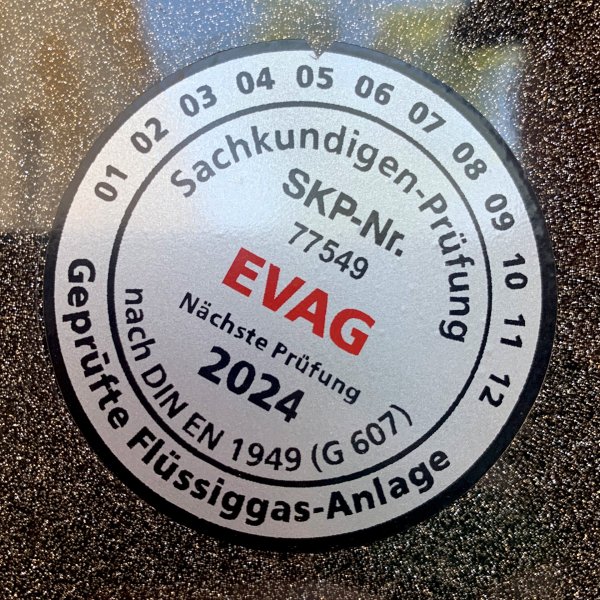 01 02 03 04 05 06 07 08 09 10 11 12
Sachkundigen-Prüfung
SKP-Nr.
77549
EVAG
Nächste Prüfung
2024
nach DIN EN 1949 (G 607)
Geprüfte Flüssiggas-Anlage